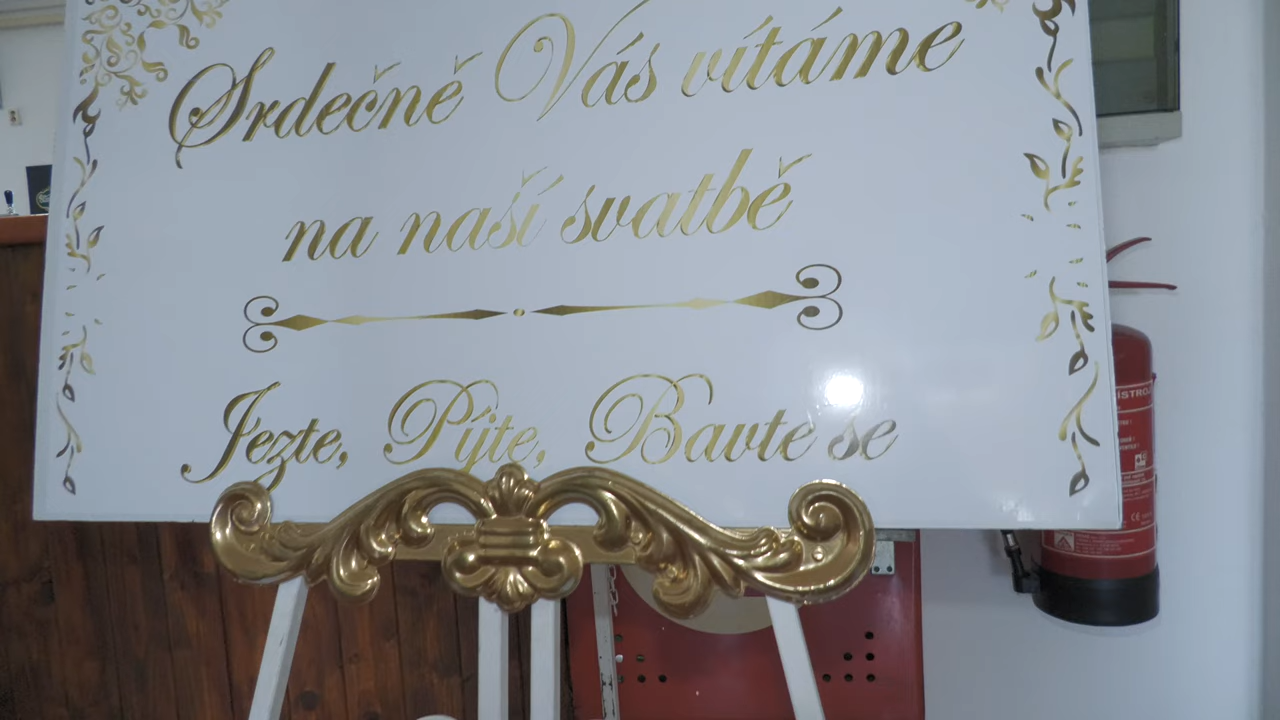 Srdečně Vás vítáme
na naší svatbě
Jezte, Pýte, Bavte se